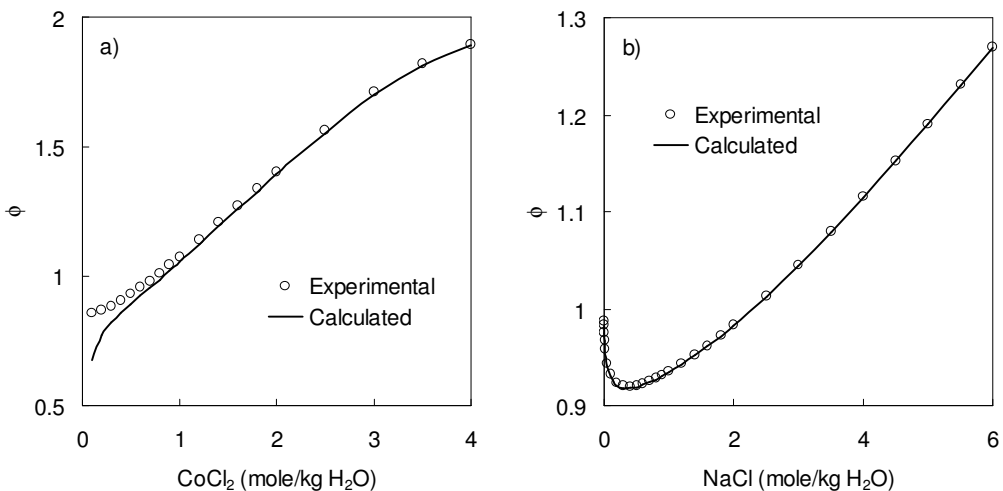 a)
2
1.5
1
0.5
ϕ
0 1 2 3 4
CoCl₂ (mole/kg H₂O)
Experimental
Calculated
b)
1.3
1.2
1.1
1
0.9
ϕ
0 2 4 6
NaCl (mole/kg H₂O)
Experimental
Calculated